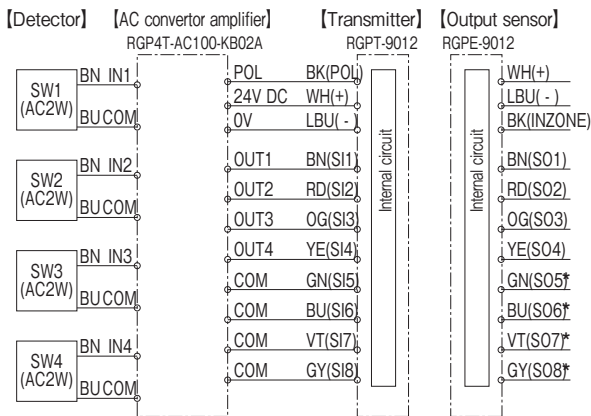 【Detector】 【AC convertor amplifier】 【Transmitter】 【Output sensor】
RGP4T-AC100-KB02A RGPT-9012 RGPE-9012
SW1
(AC2W)
BN IN1
BU COM
SW2
(AC2W)
BN IN2
BU COM
SW3
(AC2W)
BN IN3
BU COM
SW4
(AC2W)
BN IN4
BU COM
POL BK(POL)
24V DC WH(+)
0V LBU( - )
OUT1 BN(SI1)
OUT2 RD(SI2)
OUT3 OG(SI3)
OUT4 YE(SI4)
COM GN(SI5)
COM BU(SI6)
COM VT(SI7)
COM GY(SI8)
Internal circuit
Internal circuit
WH(+)
LBU( - )
BK(INZONE)
BN(SO1)
RD(SO2)
OG(SO3)
YE(SO4)
GN(SO5)*
BU(SO6)*
VT(SO7)*
GY(SO8)*